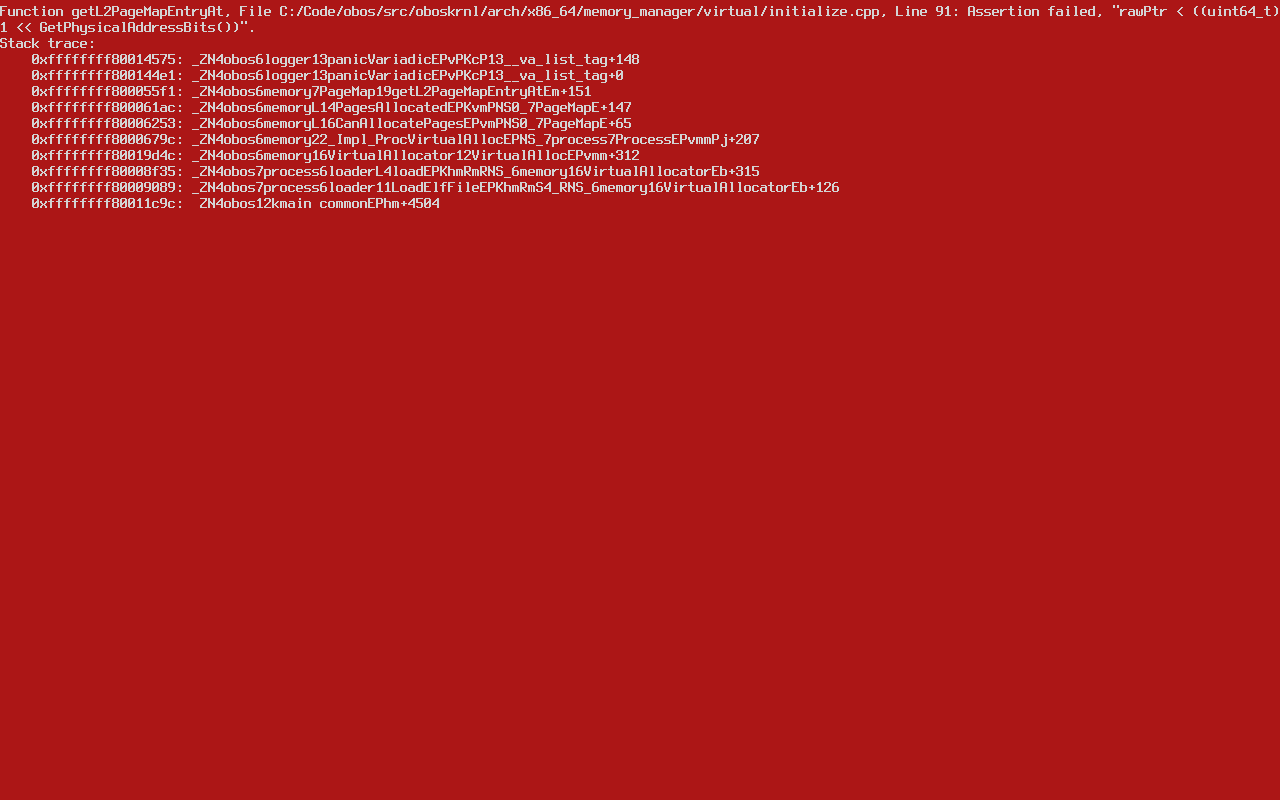 Function getL2PageMapEntryAt, File C:/Code/obos/src/oboskrnl/arch/x86_64/memory_manager/virtual/initialize.cpp, Line 91: Assertion failed, "rawPtr < ((uint64_t)
1 << GetPhysicalAddressBits())".
Stack trace:
    0xffffffff80014575: _ZN4obos6logger13panicVariadicEPvPKcP13__va_list_tag+148
    0xffffffff800144e1: _ZN4obos6logger13panicVariadicEPvPKcP13__va_list_tag+0
    0xffffffff800055f1: _ZN4obos6memory7PageMap19getL2PageMapEntryAtEm+151
    0xffffffff800061ac: _ZN4obos6memoryL14PagesAllocatedEPKvmPNS0_7PageMapE+147
    0xffffffff80006253: _ZN4obos6memoryL16CanAllocatePagesEPvmPNS0_7PageMapE+65
    0xffffffff8000679c: _ZN4obos6memory22_Impl_ProcVirtualAllocEPNS_7process7ProcessEPvmmPj+207
    0xffffffff80019d4c: _ZN4obos6memory16VirtualAllocator12VirtualAllocEPvmm+312
    0xffffffff80008f35: _ZN4obos7process6loaderL4loadEPKhmRmRNS_6memory16VirtualAllocatorEb+315
    0xffffffff80009089: _ZN4obos7process6loader11LoadElfFileEPKhmRmS4_RNS_6memory16VirtualAllocatorEb+126
    0xffffffff80011c9c: _ZN4obos12kmain_commonEPhm+4504